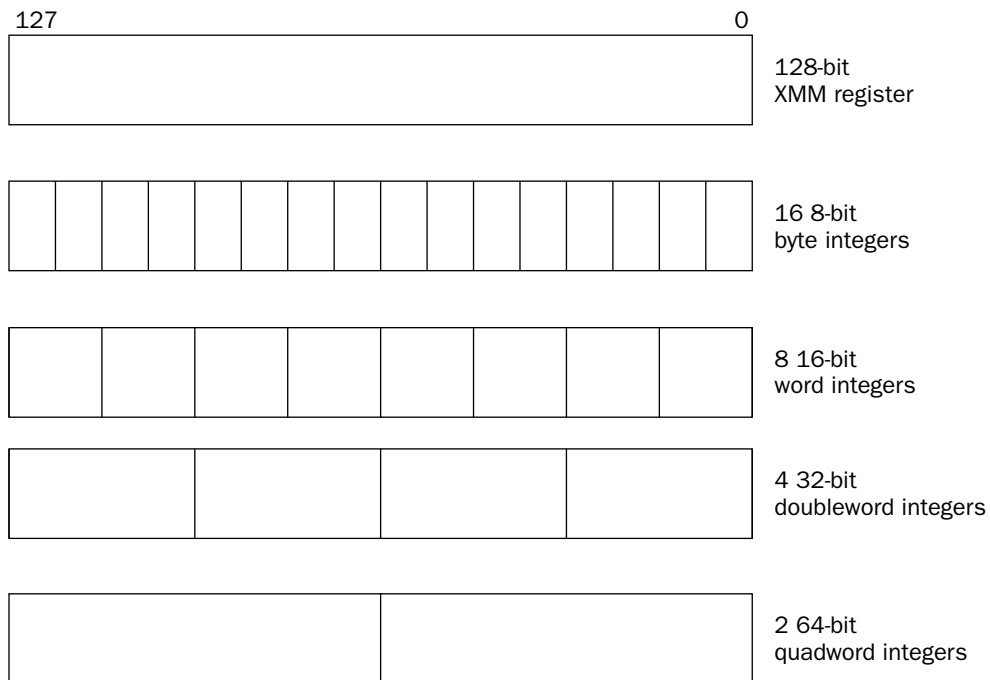 127 0
128-bit
XMM register
16 8-bit
byte integers
8 16-bit
word integers
4 32-bit
doubleword integers
2 64-bit
quadword integers